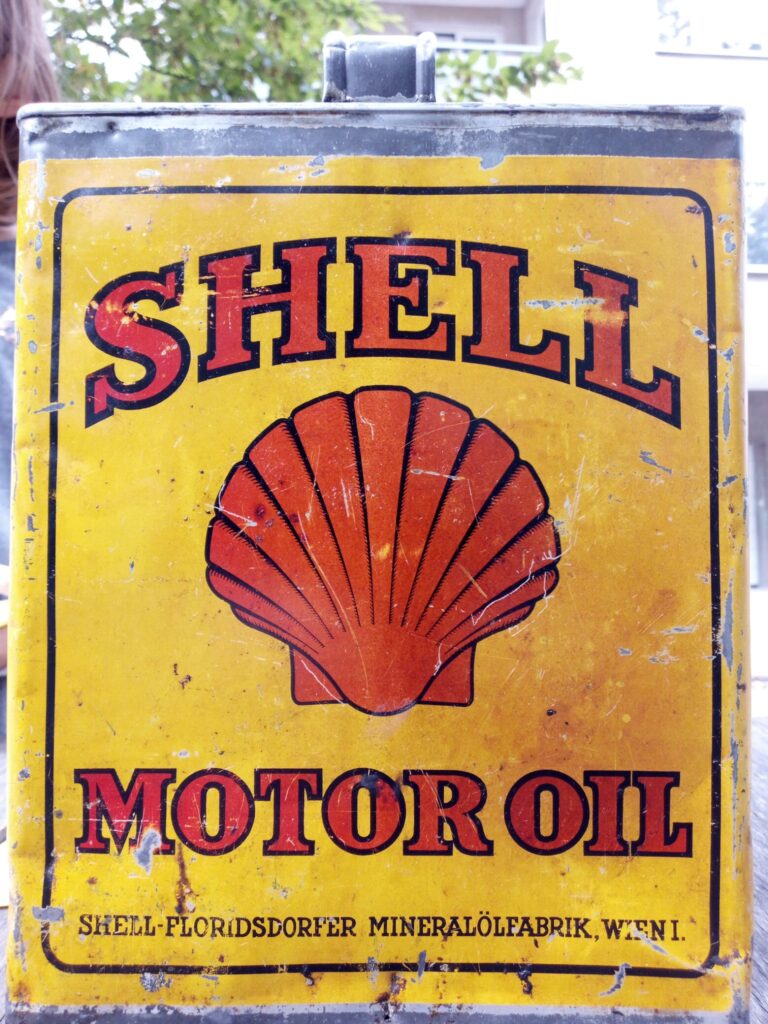 SHELL
MOTOR OIL
SHELL-FLORIDSDORFER MINERALÖLFABRIK, WIEN I.